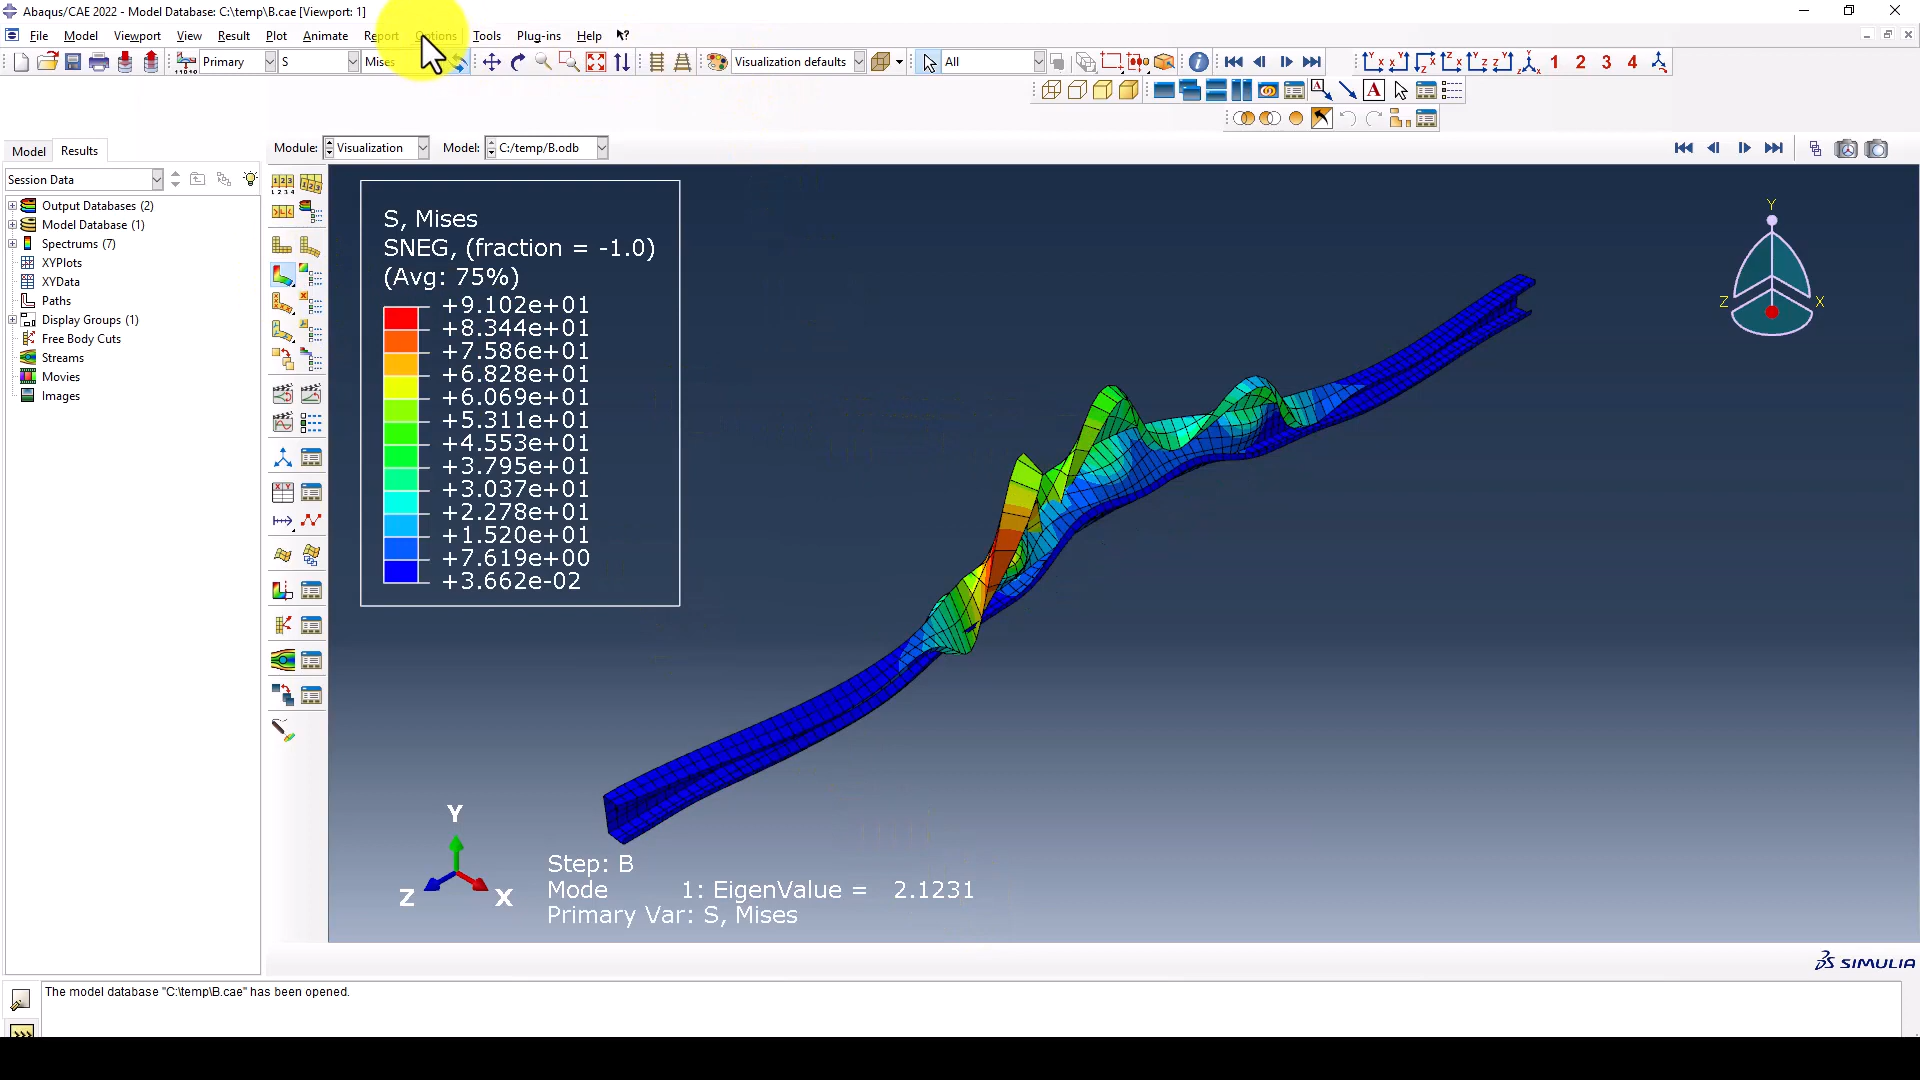 Abaqus/CAE 2022 - Model Database: C:\temp\B.cae [Viewport: 1]
File Model Viewport View Result Plot Animate Report Options Tools Plug-ins Help
Primary S Mises Visualization defaults All 1 2 3 4
Model Results Module: Visualization Model: C:/temp/B.odb
Session Data
Output Databases (2)
Model Database (1)
Spectrums (7)
XYPlots
XYData
Paths
Display Groups (1)
Free Body Cuts
Streams
Movies
Images
S, Mises
SNEG, (fraction = -1.0)
(Avg: 75%)
+9.102e+01
+8.344e+01
+7.586e+01
+6.828e+01
+6.069e+01
+5.311e+01
+4.553e+01
+3.795e+01
+3.037e+01
+2.278e+01
+1.520e+01
+7.619e+00
+3.662e-02
Y
Z X
Y
Z X
Step: B
Mode 1: EigenValue = 2.1231
Primary Var: S, Mises
SIMULIA
The model database "C:\temp\B.cae" has been opened.